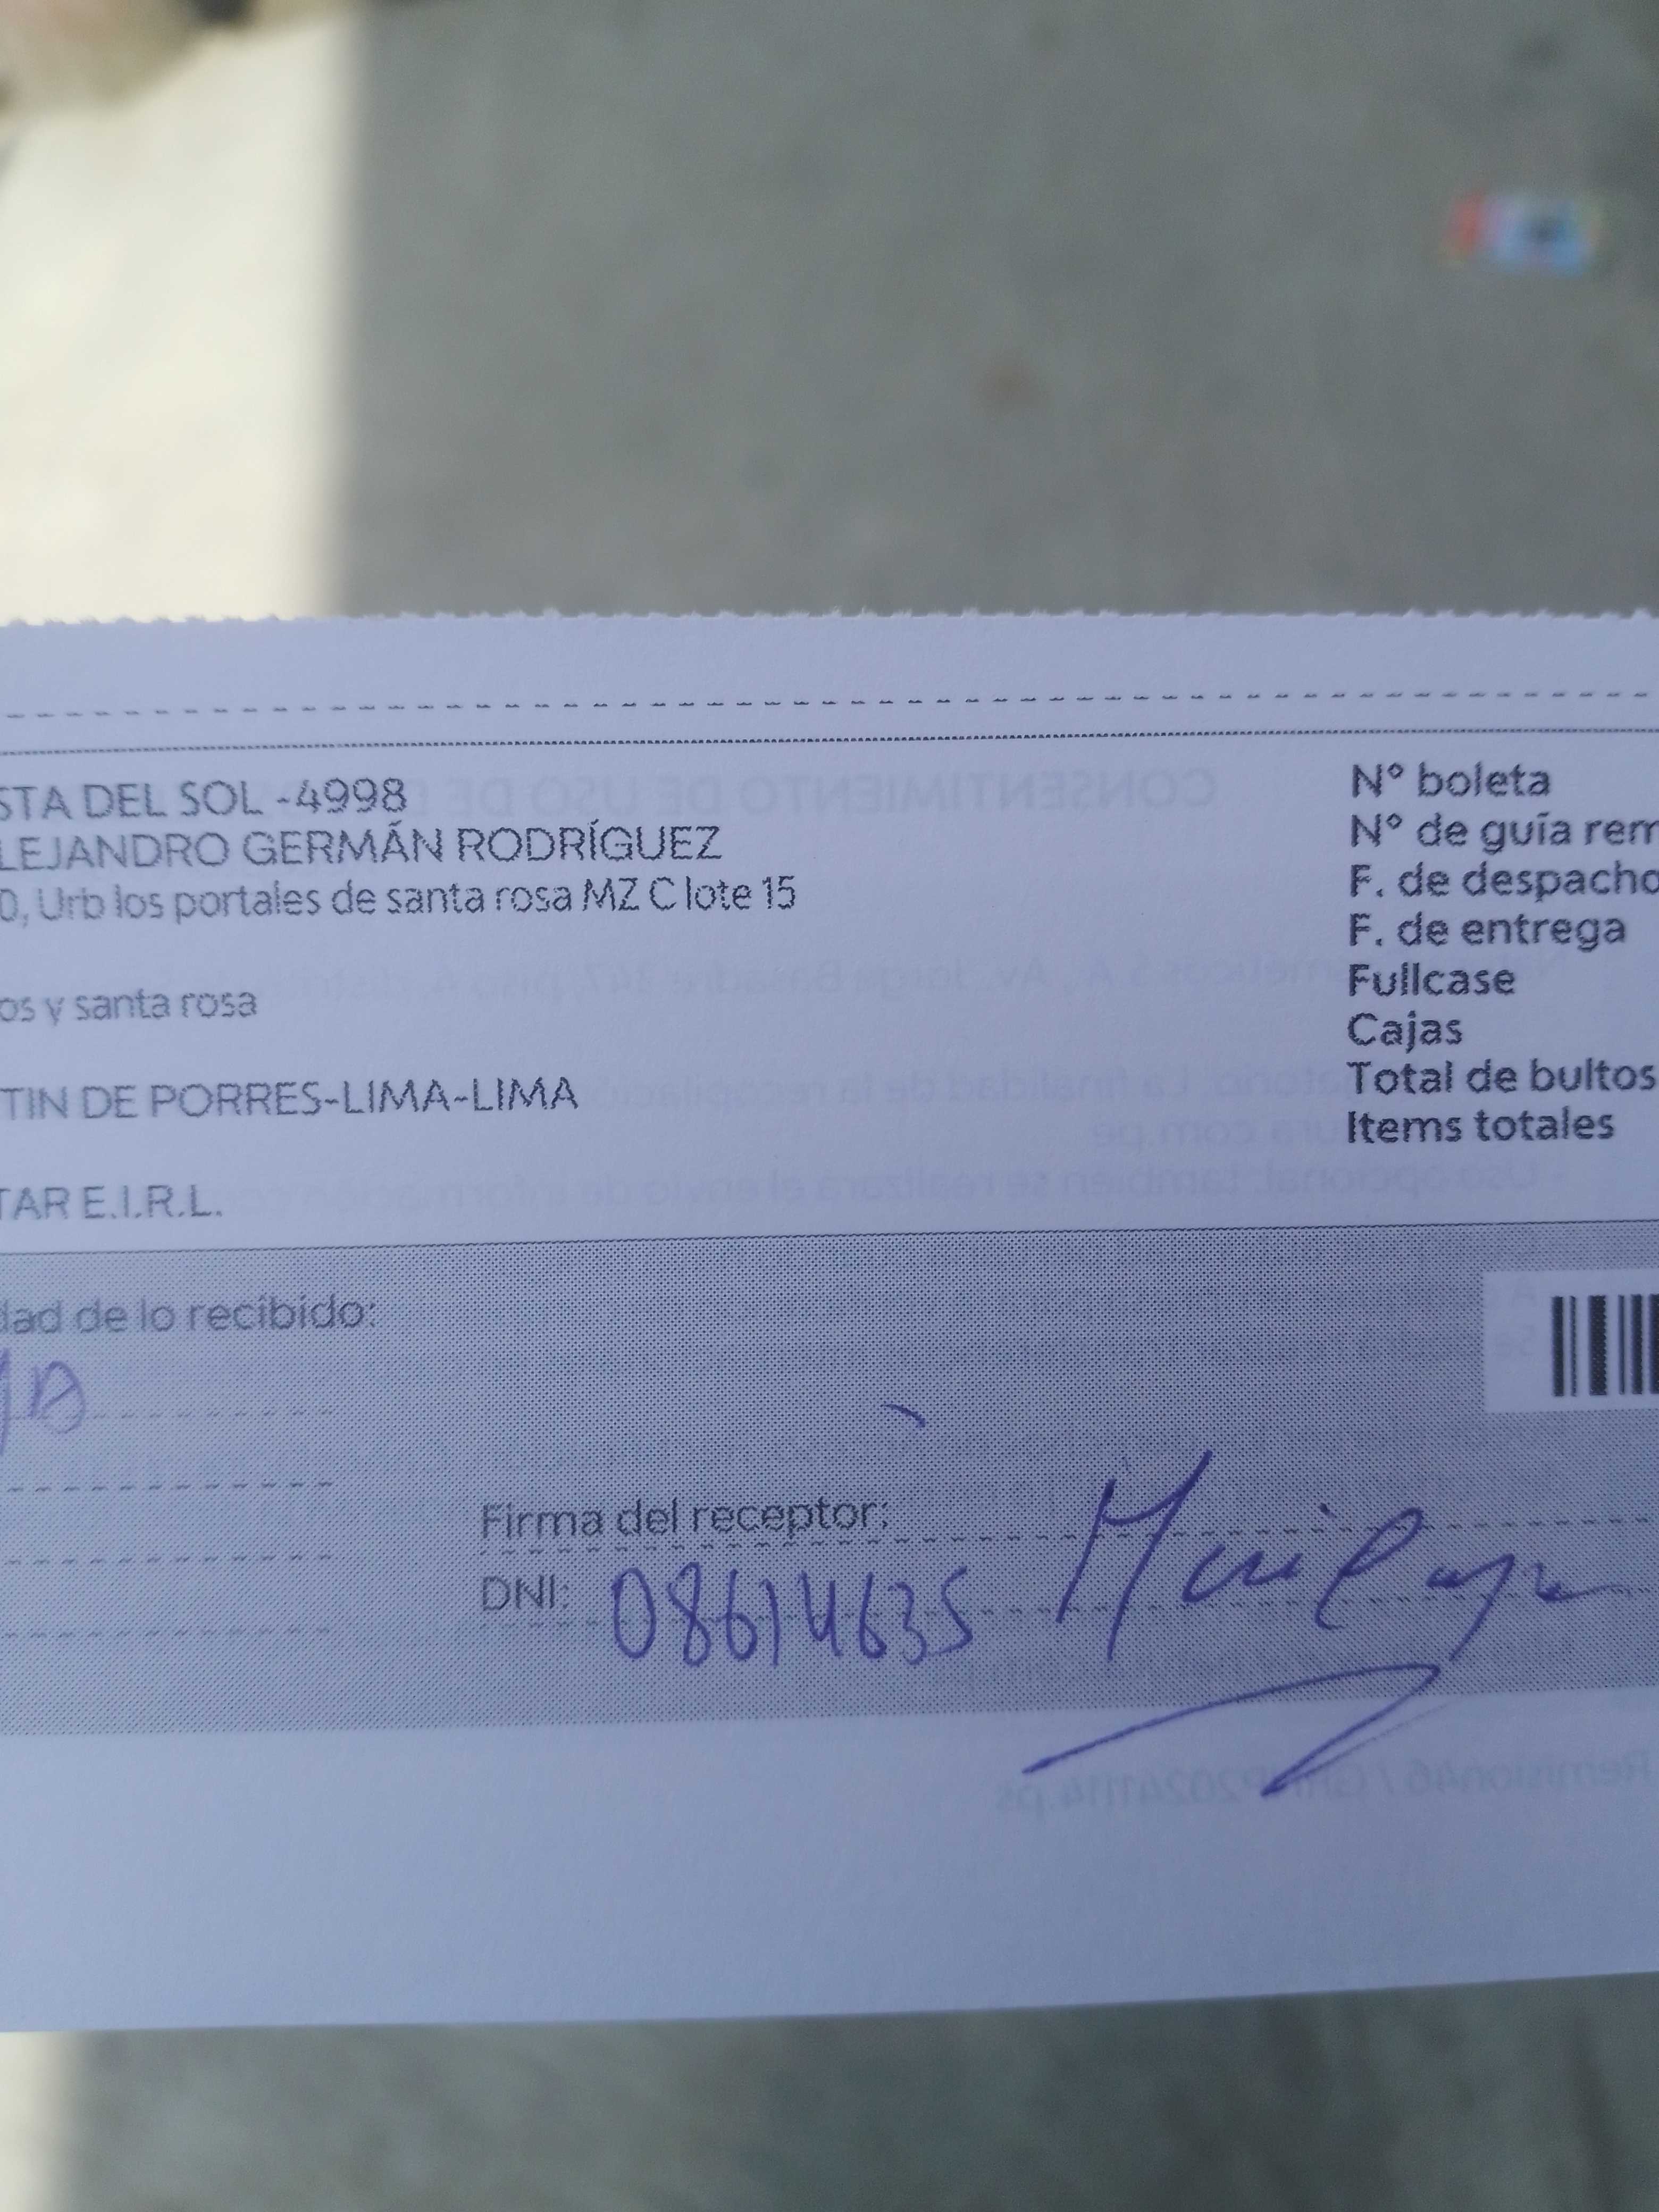 STA DEL SOL -4998
LEJANDRO GERMÁN RODRÍGUEZ
0, Urb los portales de santa rosa MZ C lote 15
os y santa rosa
TIN DE PORRES-LIMA-LIMA
TAR E.I.R.L.
N° boleta
N° de guía rem
F. de despacho
F. de entrega
Fullcase
Cajas
Total de bultos
Items totales
dad de lo recibido:
Firma del receptor:
DNI: 08614635